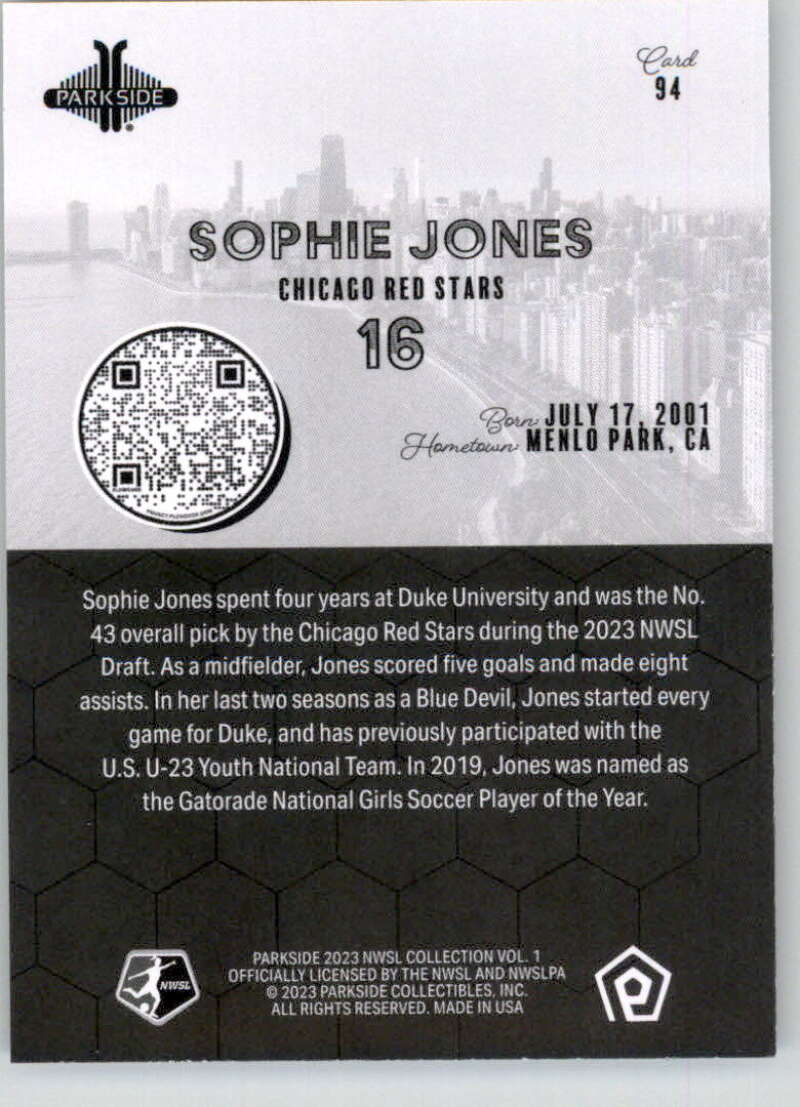 PARKSIDE
Card
94
SOPHIE JONES
CHICAGO RED STARS
16
Born JULY 17, 2001
Hometown MENLO PARK, CA
Sophie Jones spent four years at Duke University and was the No.
43 overall pick by the Chicago Red Stars during the 2023 NWSL
Draft. As a midfielder, Jones scored five goals and made eight
assists. In her last two seasons as a Blue Devil, Jones started every
game for Duke, and has previously participated with the
U.S. U-23 Youth National Team. In 2019, Jones was named as
the Gatorade National Girls Soccer Player of the Year.
NWSL
PARKSIDE 2023 NWSL COLLECTION VOL. 1
OFFICIALLY LICENSED BY THE NWSL AND NWSLPA
© 2023 PARKSIDE COLLECTIBLES, INC.
ALL RIGHTS RESERVED. MADE IN USA